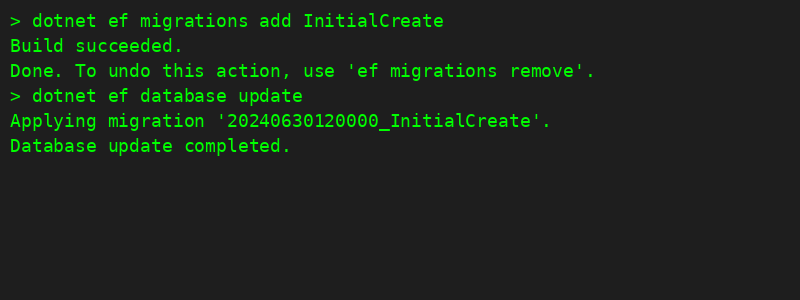 > dotnet ef migrations add InitialCreate
Build succeeded.
Done. To undo this action, use 'ef migrations remove'.
> dotnet ef database update
Applying migration '20240630120000_InitialCreate'.
Database update completed.